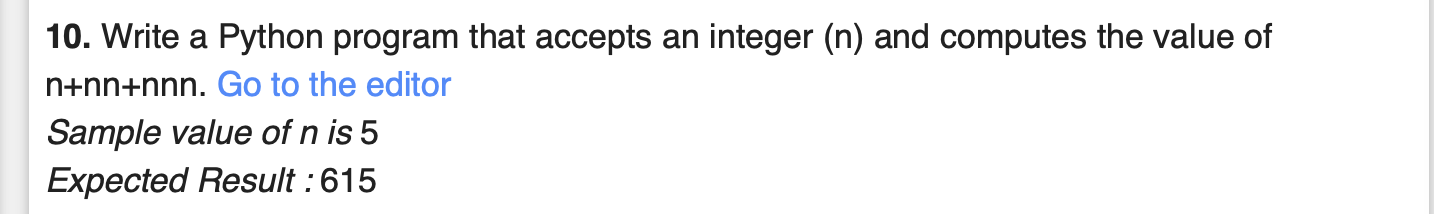 10. Write a Python program that accepts an integer (n) and computes the value of
n+nn+nnn. Go to the editor
Sample value of n is 5
Expected Result : 615